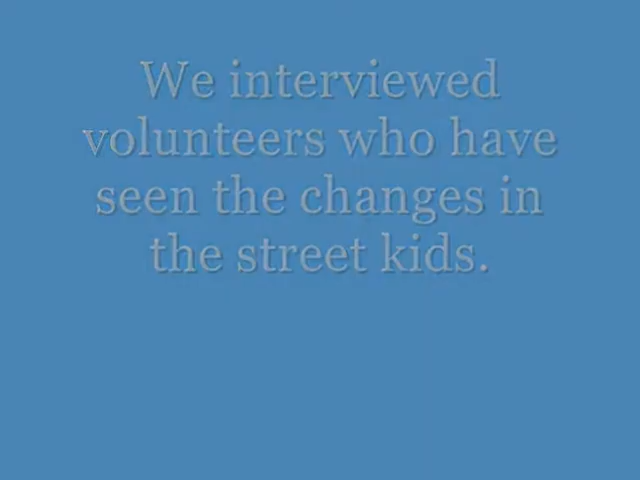 We interviewed
volunteers who have
seen the changes in
the street kids.